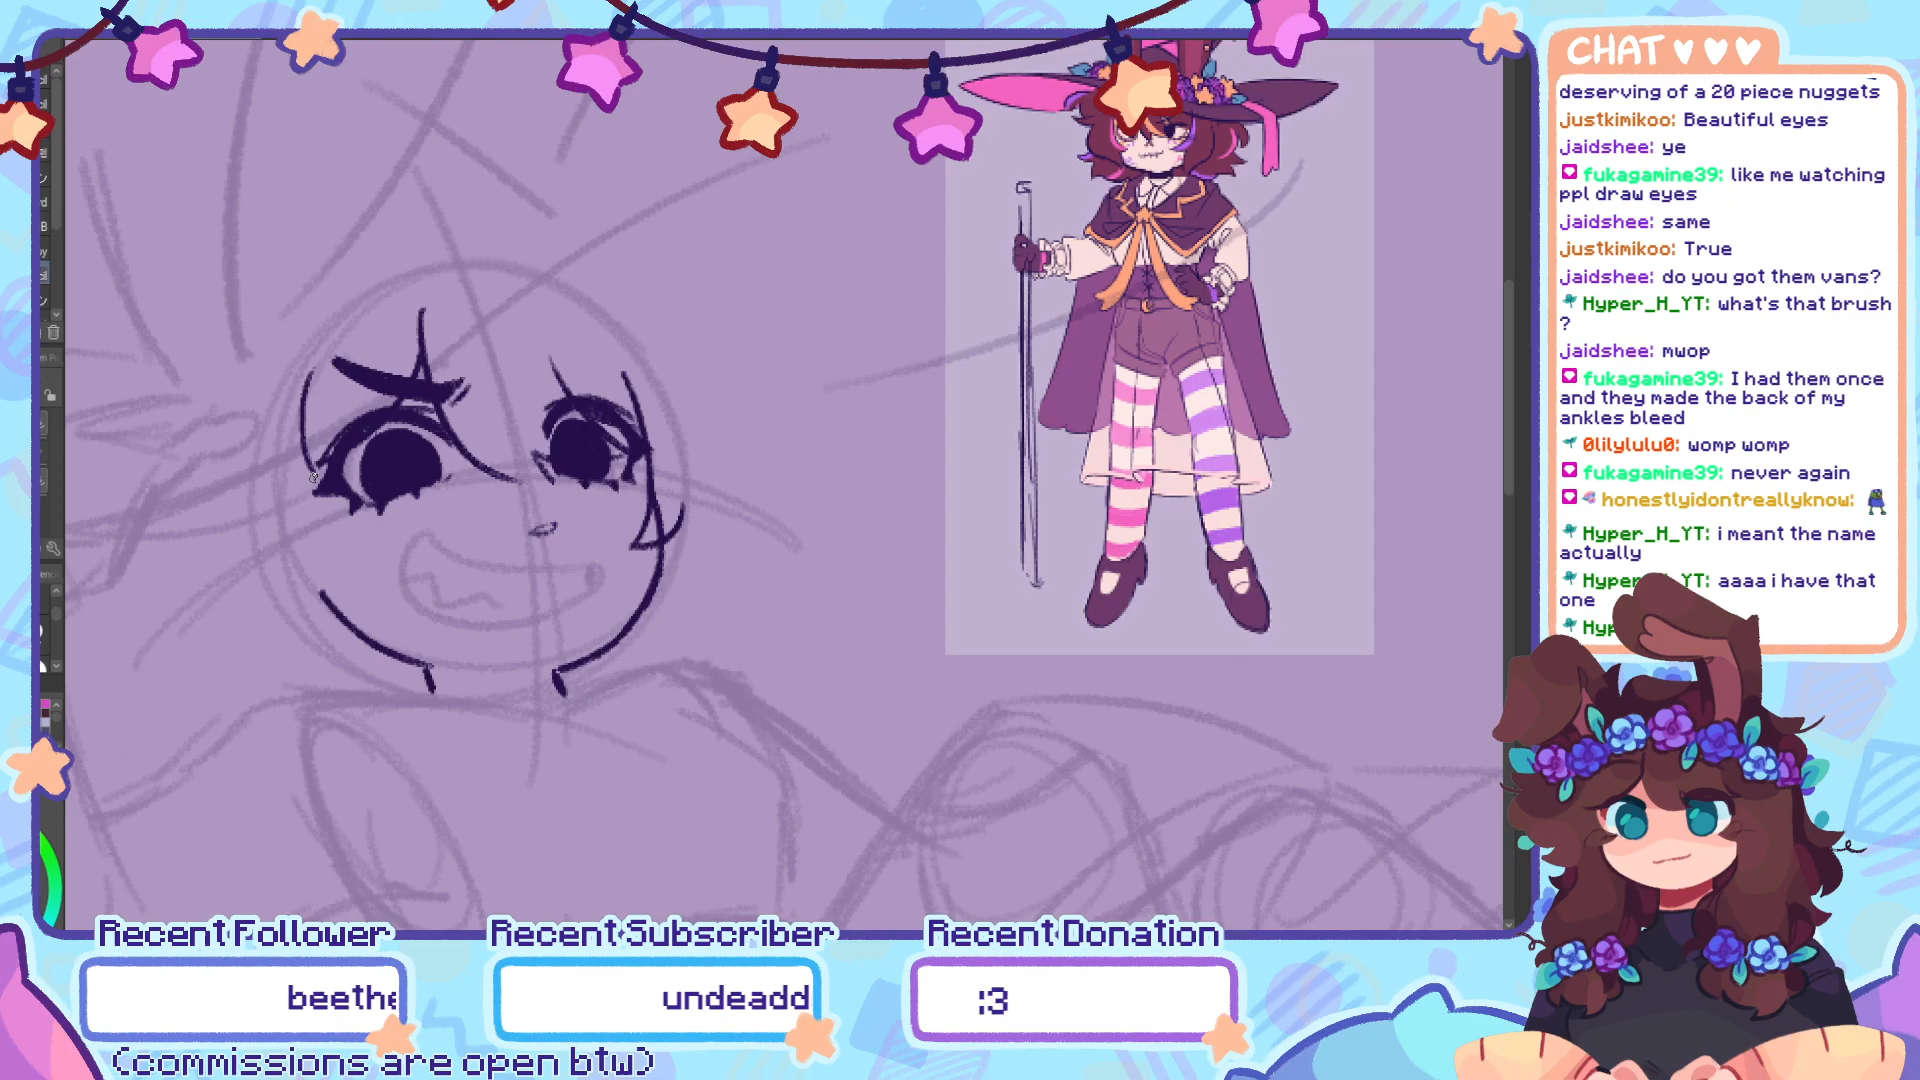 CHAT
deserving of a 20 piece nuggets
justkimikoo: Beautiful eyes
jaidshee: ye
fukagamine39: like me watching
ppl draw eyes
jaidshee: same
justkimikoo: True
jaidshee: do you got them vans?
Hyper_H_YT: what's that brush
?
jaidshee: mwop
fukagamine39: I had them once
and they made the back of my
ankles bleed
0lilylulu0: womp womp
fukagamine39: never again
honestlyidontreallyknow:
Hyper_H_YT: i meant the name
actually
Hyper_H_YT: aaaa i have that
one
Recent Follower
Recent Subscriber
Recent Donation
undeadd
:3
(commissions are open btw)